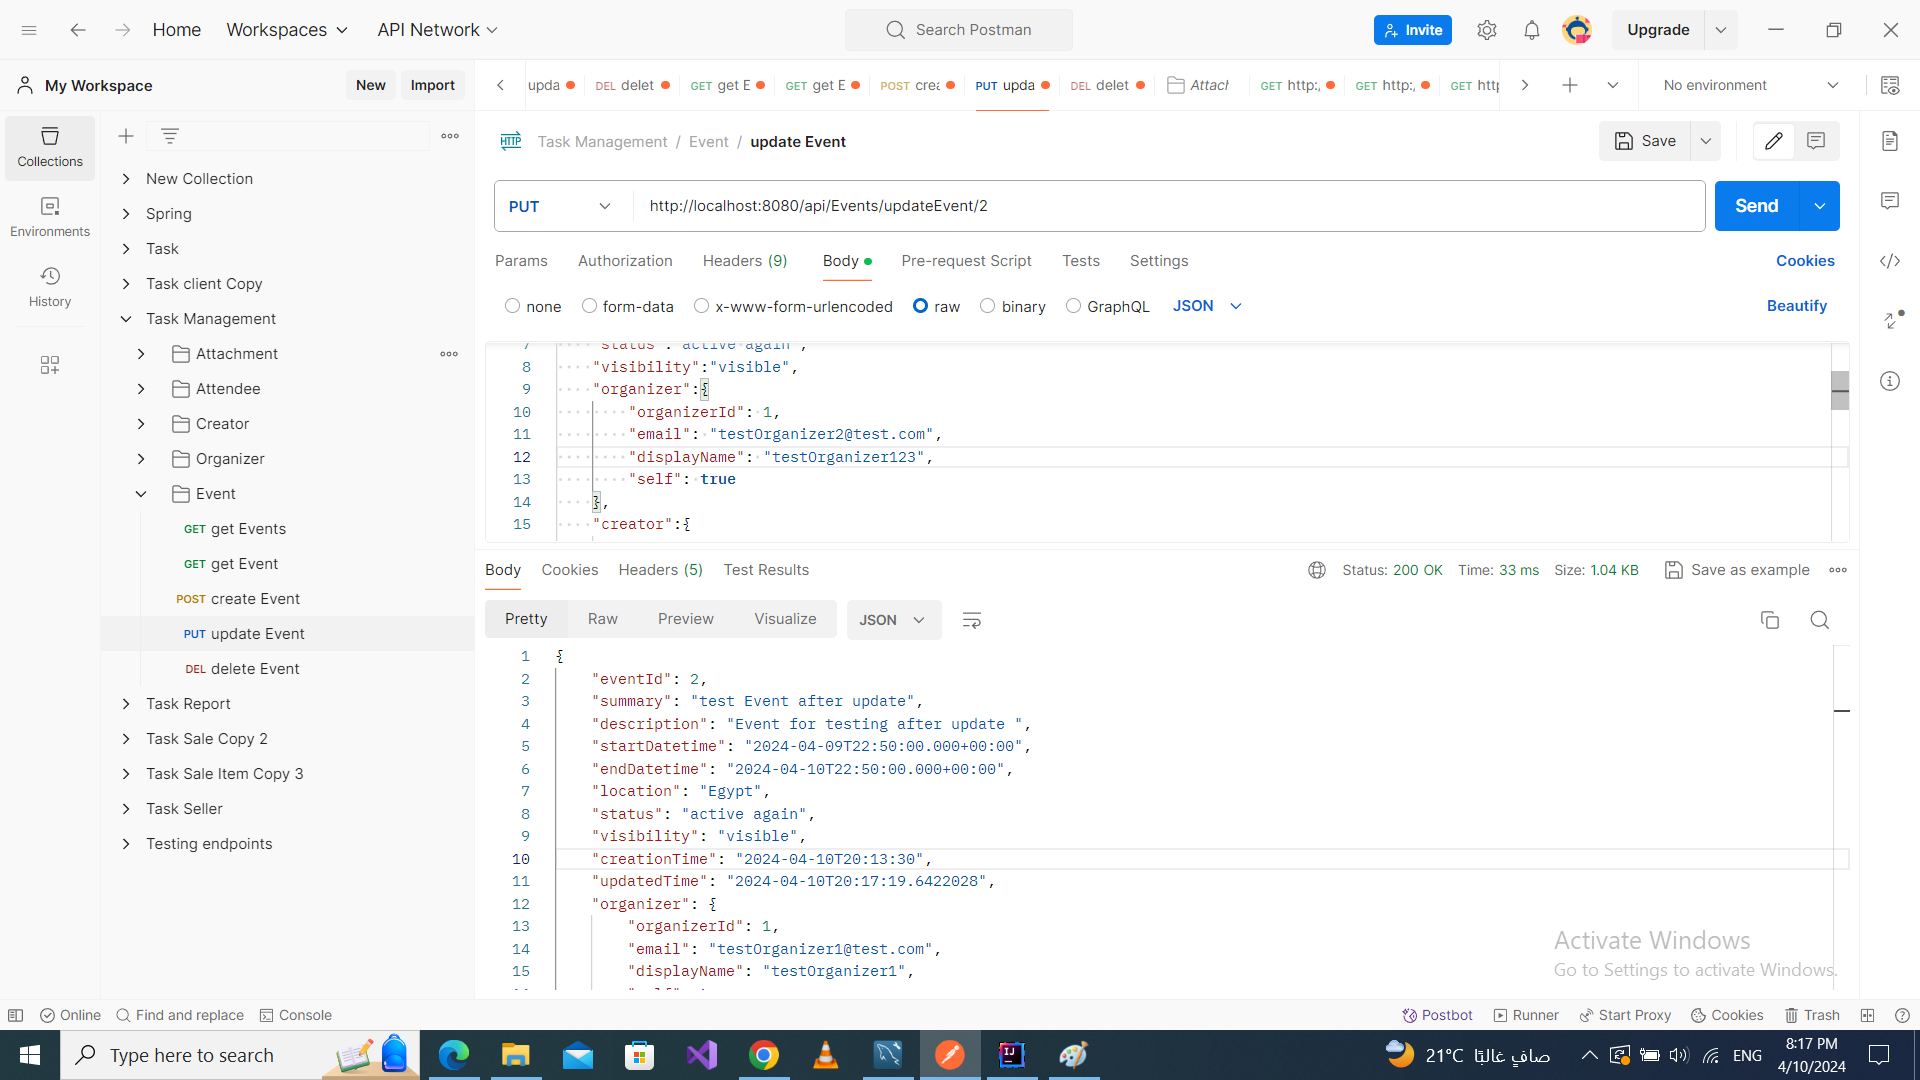 Home Workspaces API Network Search Postman Invite Upgrade
My Workspace New Import
upda DEL delet GET get E GET get E POST crea PUT upda DEL delet Attach GET http:/ GET http:/ GET http No environment
Collections
Environments
History
New Collection
Spring
Task
Task client Copy
Task Management
Attachment
Attendee
Creator
Organizer
Event
GET get Events
GET get Event
POST create Event
PUT update Event
DEL delete Event
Task Report
Task Sale Copy 2
Task Sale Item Copy 3
Task Seller
Testing endpoints
HTTP Task Management / Event / update Event Save
PUT http://localhost:8080/api/Events/updateEvent/2 Send
Params Authorization Headers (9) Body Pre-request Script Tests Settings Cookies
none form-data x-www-form-urlencoded raw binary GraphQL JSON Beautify
7 "status":"active again",
8 "visibility":"visible",
9 "organizer":{
10 "organizerId": 1,
11 "email": "testOrganizer2@test.com",
12 "displayName": "testOrganizer123",
13 "self": true
14 },
15 "creator":{
Body Cookies Headers (5) Test Results Status: 200 OK Time: 33 ms Size: 1.04 KB Save as example
Pretty Raw Preview Visualize JSON
1 {
2 "eventId": 2,
3 "summary": "test Event after update",
4 "description": "Event for testing after update ",
5 "startDatetime": "2024-04-09T22:50:00.000+00:00",
6 "endDatetime": "2024-04-10T22:50:00.000+00:00",
7 "location": "Egypt",
8 "status": "active again",
9 "visibility": "visible",
10 "creationTime": "2024-04-10T20:13:30",
11 "updatedTime": "2024-04-10T20:17:19.6422028",
12 "organizer": {
13 "organizerId": 1,
14 "email": "testOrganizer1@test.com",
15 "displayName": "testOrganizer1",
Activate Windows
Go to Settings to activate Windows.
Online Find and replace Console Postbot Runner Start Proxy Cookies Trash
Type here to search 21°C صافٍ غالبًا ENG 8:17 PM
4/10/2024